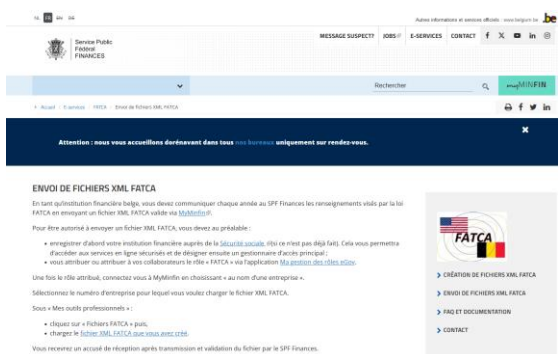 NL FR EN DE
Autres informations et services officiels : www.belgium.be .be
Service Public
Fédéral
FINANCES
MESSAGE SUSPECT? JOBS E-SERVICES CONTACT
Rechercher
myMINFIN
Accueil E-services FATCA Envoi de fichiers XML FATCA
Attention : nous vous accueillons dorénavant dans tous nos bureaux uniquement sur rendez-vous.
ENVOI DE FICHIERS XML FATCA
En tant qu'institution financière belge, vous devez communiquer chaque année au SPF Finances les renseignements visés par la loi
FATCA en envoyant un fichier XML FATCA valide via MyMinfin.
Pour être autorisé à envoyer un fichier XML FATCA, vous devez au préalable :
• enregistrer d'abord votre institution financière auprès de la Sécurité sociale, (si ce n'est pas déjà fait). Cela vous permettra
d'accéder aux services en ligne sécurisés et de désigner ensuite un gestionnaire d'accès principal ;
• vous attribuer ou attribuer à vos collaborateurs le rôle « FATCA » via l'application Ma gestion des rôles eGov.
Une fois le rôle attribué, connectez vous à MyMinfin en choisissant « au nom d'une entreprise ».
Sélectionnez le numéro d'entreprise pour lequel vous voulez charger le fichier XML FATCA.
Sous « Mes outils professionnels » :
• cliquez sur « Fichiers FATCA » puis,
• chargez le fichier XML FATCA que vous avez créé.
Vous recevrez un accusé de réception après transmission et validation du fichier par le SPF Finances.
FATCA
CRÉATION DE FICHIERS XML FATCA
ENVOI DE FICHIERS XML FATCA
FAQ ET DOCUMENTATION
CONTACT